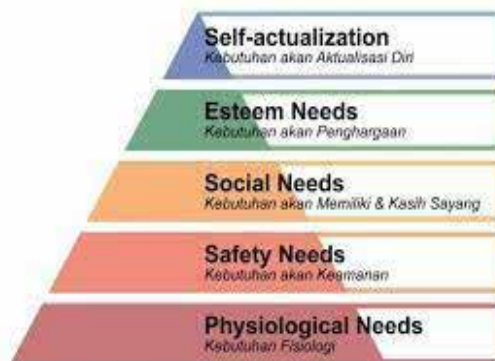 Self-actualization
Kebutuhan akan Aktualisasi Diri
Esteem Needs
Kebutuhan akan Penghargaan
Social Needs
Kebutuhan akan Memiliki & Kasih Sayang
Safety Needs
Kebutuhan akan Keamanan
Physiological Needs
Kebutuhan Fisiologi